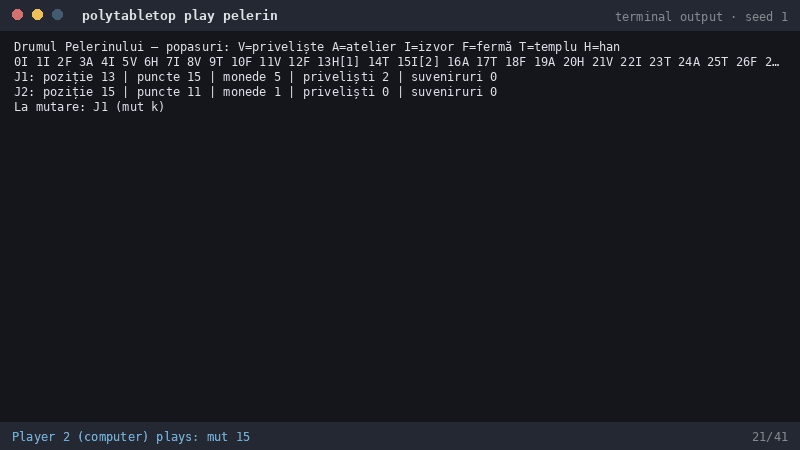 polytabletop play pelerin
terminal output · seed 1
Drumul Pelerinului — popasuri: V=priveliște A=atelier I=izvor F=fermă T=templu H=han
0I 1I 2F 3A 4I 5V 6H 7I 8V 9T 10F 11V 12F 13H[1] 14T 15I[2] 16A 17T 18F 19A 20H 21V 22I 23T 24A 25T 26F 2…
J1: poziție 13 | puncte 15 | monede 5 | priveliști 2 | suveniruri 0
J2: poziție 15 | puncte 11 | monede 1 | priveliști 0 | suveniruri 0
La mutare: J1 (mut k)
Player 2 (computer) plays: mut 15
21/41